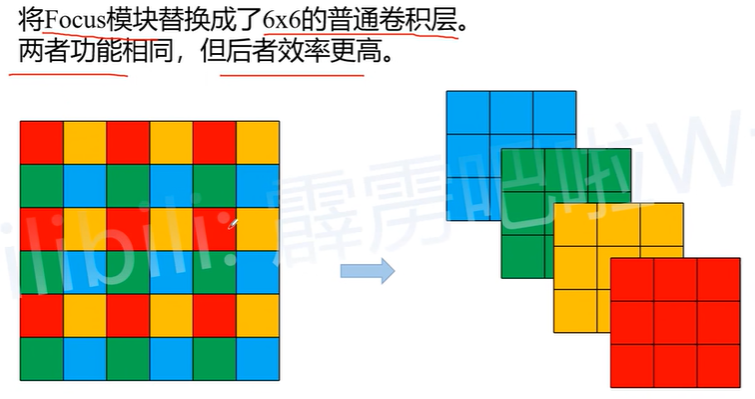 将Focus模块替换成了6x6的普通卷积层。
两者功能相同，但后者效率更高。
ilibili: 霹雳吧啦W